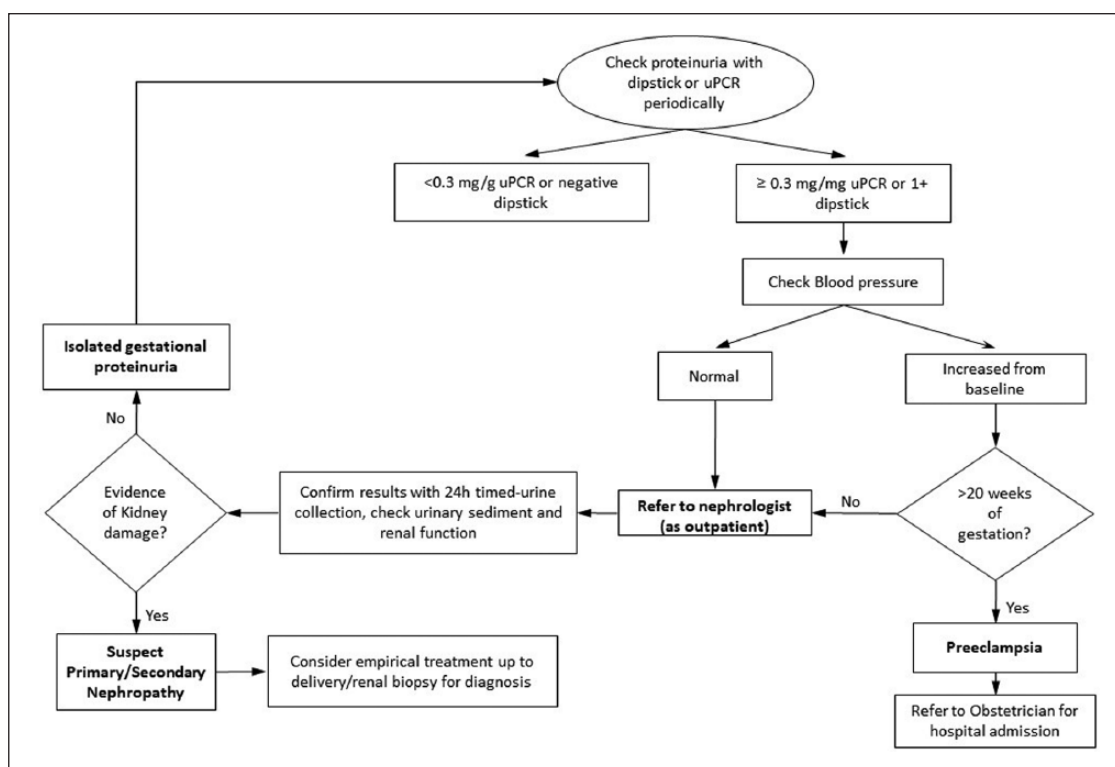 Check proteinuria with
dipstick or uPCR
periodically
<0.3 mg/g uPCR or negative
dipstick
≥ 0.3 mg/mg uPCR or 1+
dipstick
Check Blood pressure
Isolated gestational
proteinuria
Normal
Increased from
baseline
No
Evidence
of Kidney
damage?
Confirm results with 24h timed-urine
collection, check urinary sediment and
renal function
Refer to nephrologist
(as outpatient)
No
>20 weeks
of
gestation?
Yes
Yes
Suspect
Primary/Secondary
Nephropathy
Consider empirical treatment up to
delivery/renal biopsy for diagnosis
Preeclampsia
Refer to Obstetrician for
hospital admission